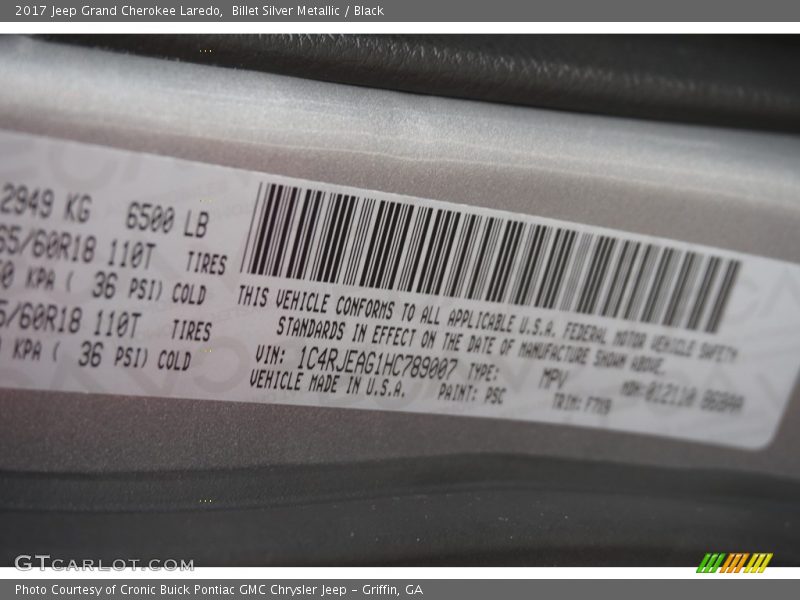 2017 Jeep Grand Cherokee Laredo, Billet Silver Metallic / Black
2949 KG 6500 LB
65/60R18 110T TIRES
0 KPA ( 36 PSI) COLD
5/60R18 110T TIRES
KPA ( 36 PSI) COLD
THIS VEHICLE CONFORMS TO ALL APPLICABLE U.S.A. FEDERAL MOTOR VEHICLE SAFETY
STANDARDS IN EFFECT ON THE DATE OF MANUFACTURE SHOWN ABOVE.
VIN: 1C4RJEAG1HC789007 TYPE: MPV
VEHICLE MADE IN U.S.A. PAINT: PSC TRIM:
GTCARLOT.COM
Photo Courtesy of Cronic Buick Pontiac GMC Chrysler Jeep - Griffin, GA